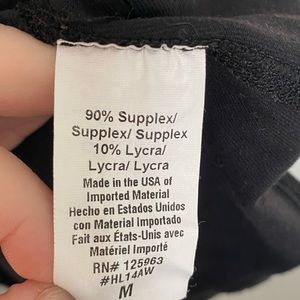 90% Supplex/
Supplex/ Supplex
10% Lycra/
Lycra/ Lycra
Made in the USA of
Imported Material
Hecho en Estados Unidos
con Material Importado
Fait aux États-Unis avec
Matériel Importé
RN# 125963
#HL14AW
M